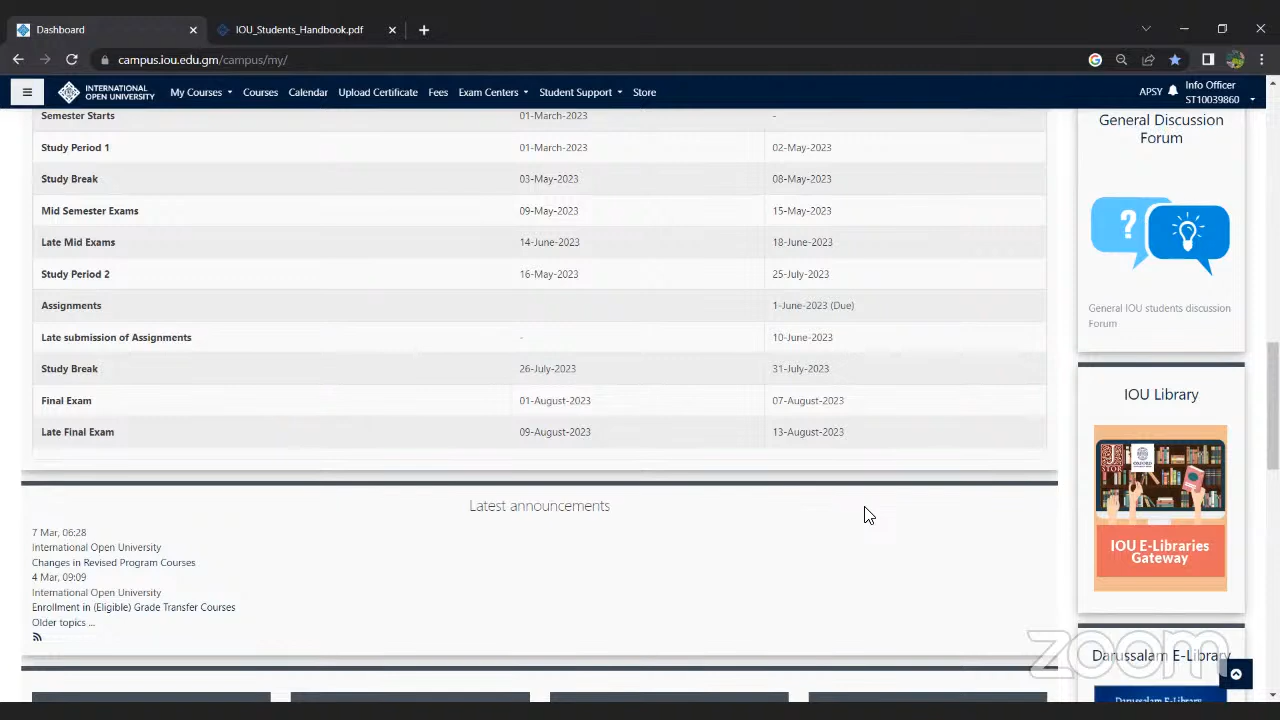 Dashboard
IOU_Students_Handbook.pdf
campus.iou.edu.gm/campus/my/
INTERNATIONAL
OPEN UNIVERSITY
My Courses
Courses
Calendar
Upload Certificate
Fees
Exam Centers
Student Support
Store
APSY
Info Officer
ST10039860
Semester Starts 01-March-2023 -
Study Period 1 01-March-2023 02-May-2023
Study Break 03-May-2023 08-May-2023
Mid Semester Exams 09-May-2023 15-May-2023
Late Mid Exams 14-June-2023 18-June-2023
Study Period 2 16-May-2023 25-July-2023
Assignments 1-June-2023 (Due)
Late submission of Assignments - 10-June-2023
Study Break 26-July-2023 31-July-2023
Final Exam 01-August-2023 07-August-2023
Late Final Exam 09-August-2023 13-August-2023
Latest announcements
7 Mar, 06:28
International Open University
Changes in Revised Program Courses
4 Mar, 09:09
International Open University
Enrollment in (Eligible) Grade Transfer Courses
Older topics ...
General Discussion
Forum
?
General IOU students discussion
Forum
IOU Library
OXFORD
IOU E-Libraries
Gateway
Darussalam E-Library
Darussalam E-Library
zoom